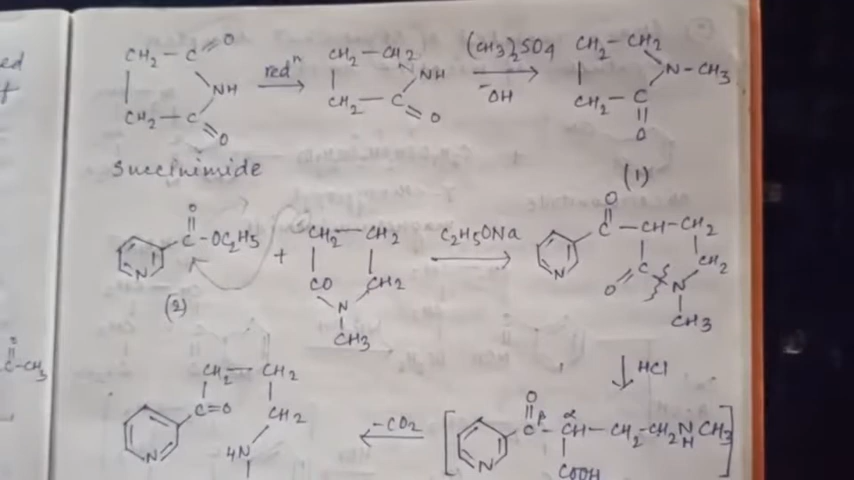 ed
CH2 — C = O
NH
CH2 — C = O
redⁿ
CH2 — CH2
NH
CH2 — C = O
(CH3)2SO4
⁻OH
CH2 — CH2
N — CH3
CH2 — C
O
Succinimide
(1)
O
C — OC2H5
N
(2)
+
CH2 — CH2
CO CH2
N
CH3
C2H5ONa
O
C — CH — CH2
N
O C CH2
N
CH3
HCl
O
C β — CH α — CH2 — CH2 N H CH3
N
COOH
−CO2
CH2 — CH2
C=O CH2
N
HN
O
C—CH3